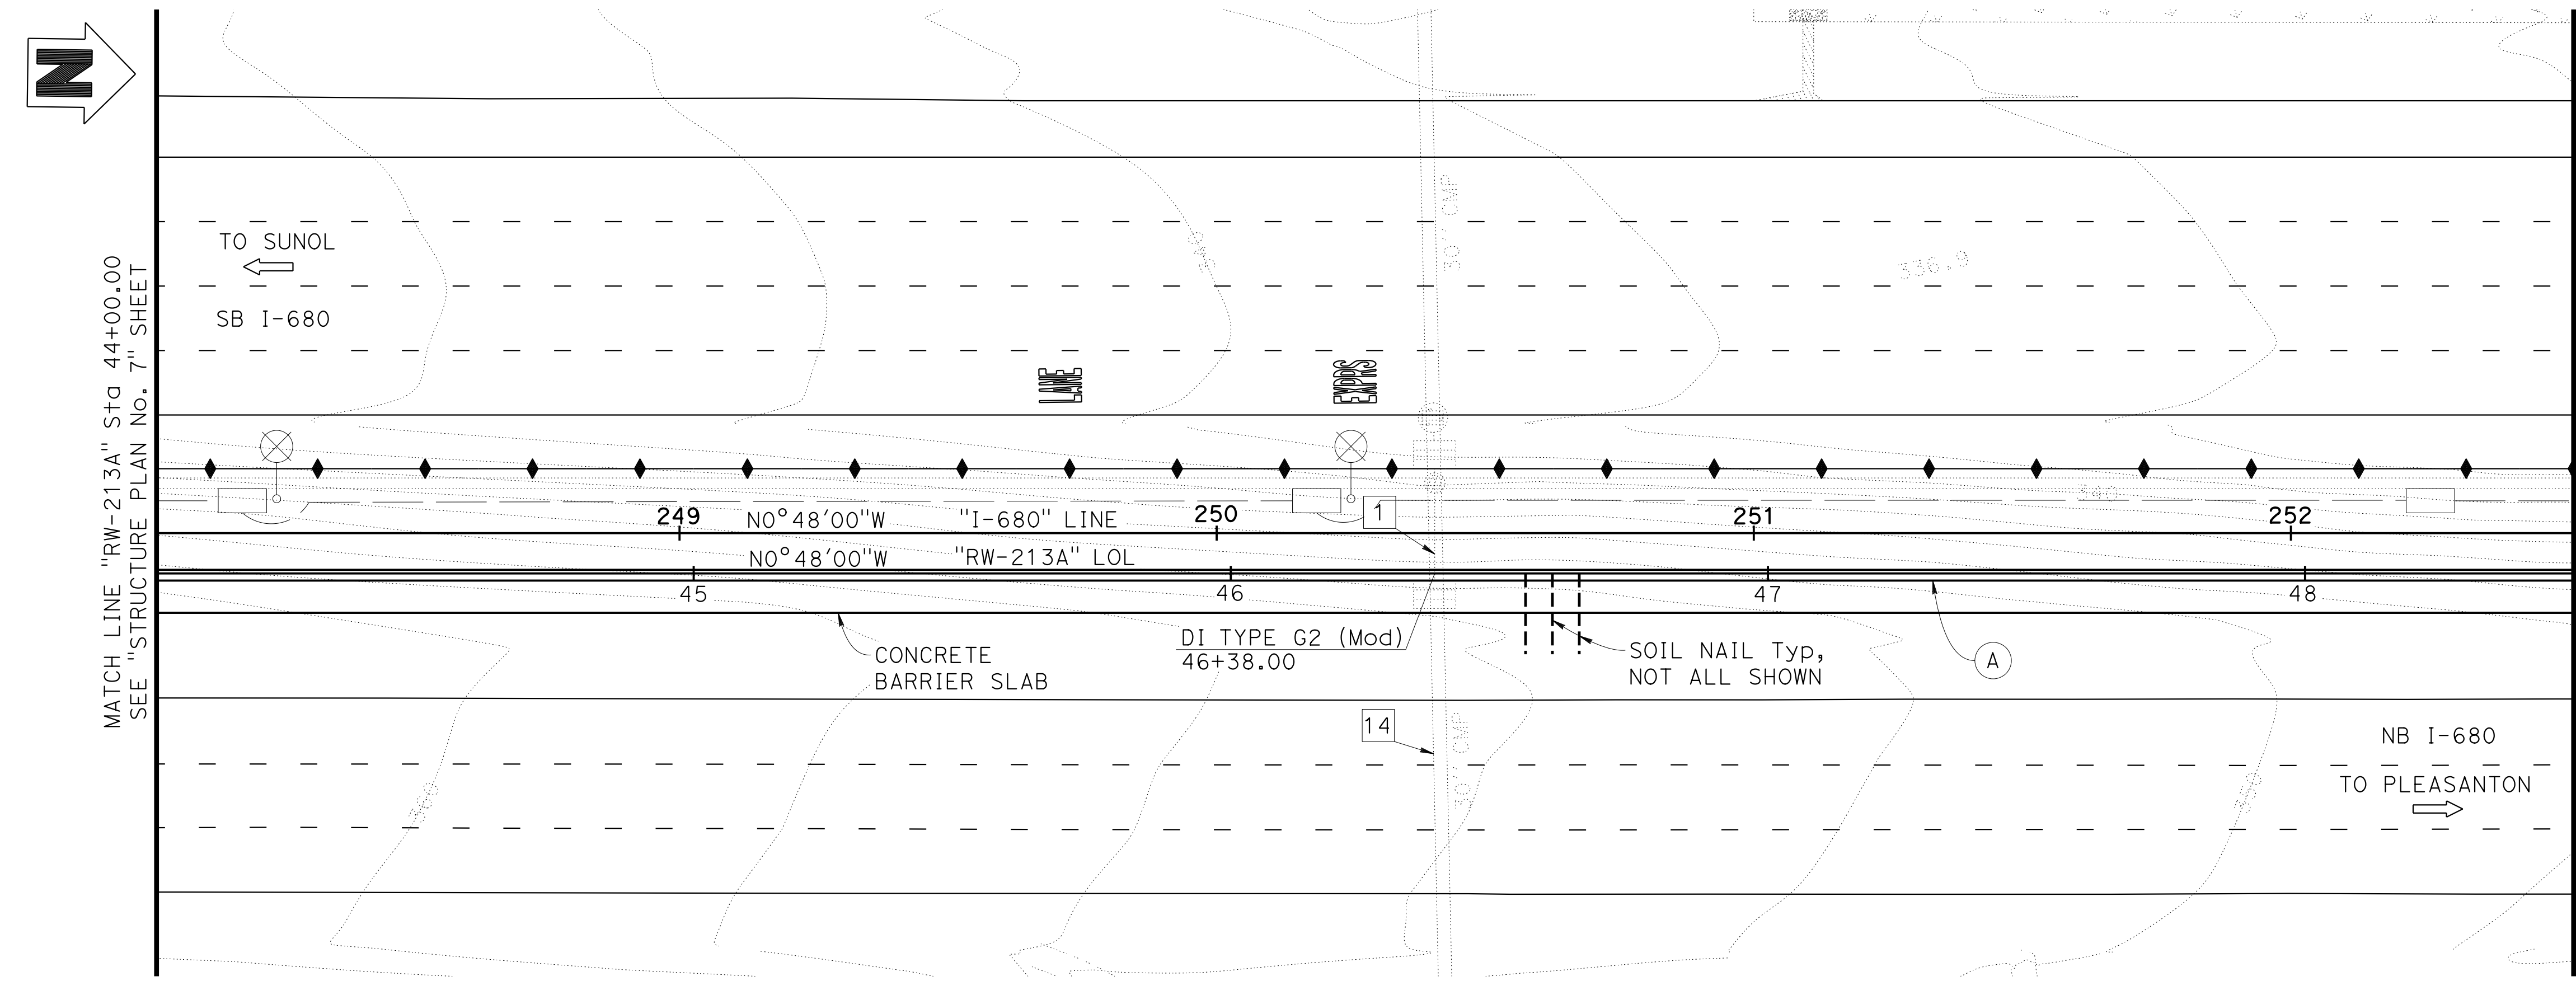 N
MATCH LINE "RW-213A" Sta 44+00.00
SEE "STRUCTURE PLAN No. 7" SHEET
TO SUNOL
SB I-680
LANE
EXPRS
30" CMP
336.9
340
249
N0°48'00"W
"I-680" LINE
250
1
251
252
N0°48'00"W
"RW-213A" LOL
45
46
47
48
CONCRETE
BARRIER SLAB
DI TYPE G2 (Mod)
46+38.00
SOIL NAIL Typ,
NOT ALL SHOWN
A
14
30" CMP
NB I-680
TO PLEASANTON